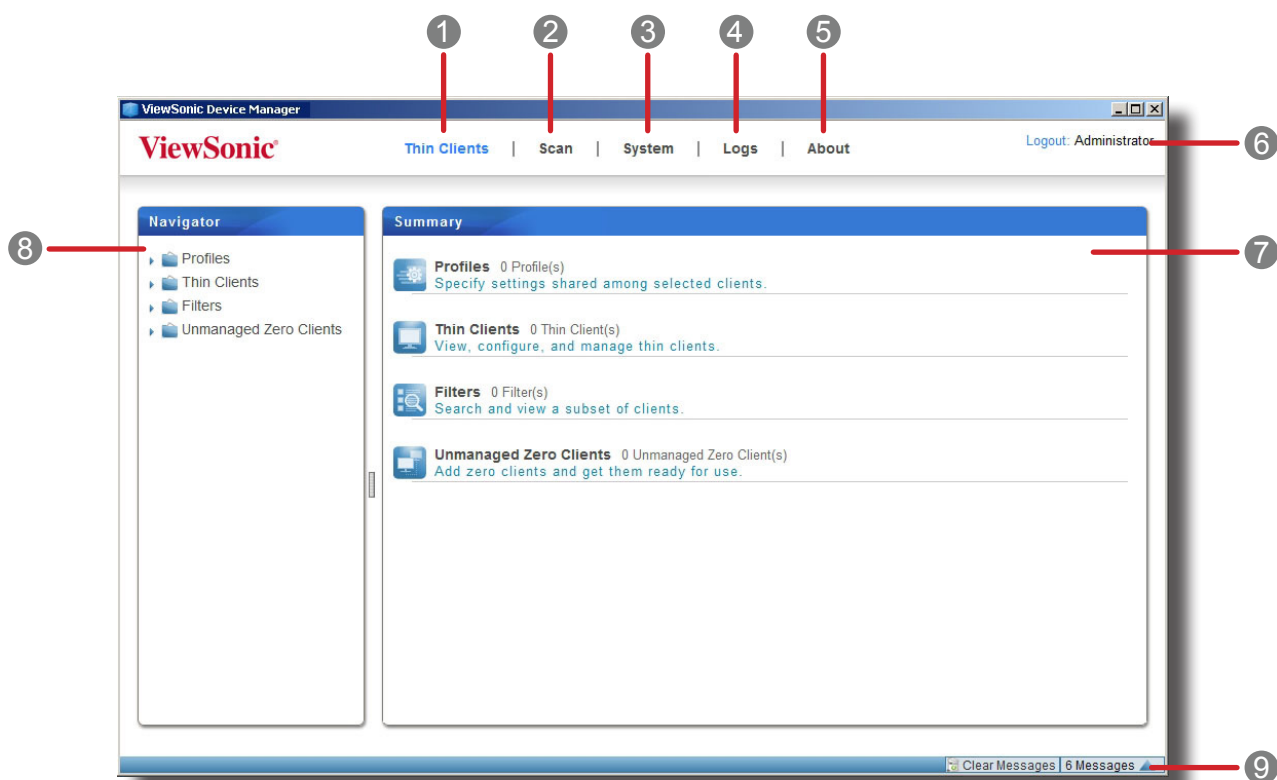 1 2 3 4 5
ViewSonic Device Manager
ViewSonic®
Thin Clients | Scan | System | Logs | About
Logout: Administrator
6
Navigator
Summary
8
7
Profiles
Thin Clients
Filters
Unmanaged Zero Clients
Profiles 0 Profile(s)
Specify settings shared among selected clients.
Thin Clients 0 Thin Client(s)
View, configure, and manage thin clients.
Filters 0 Filter(s)
Search and view a subset of clients.
Unmanaged Zero Clients 0 Unmanaged Zero Client(s)
Add zero clients and get them ready for use.
Clear Messages 6 Messages
9